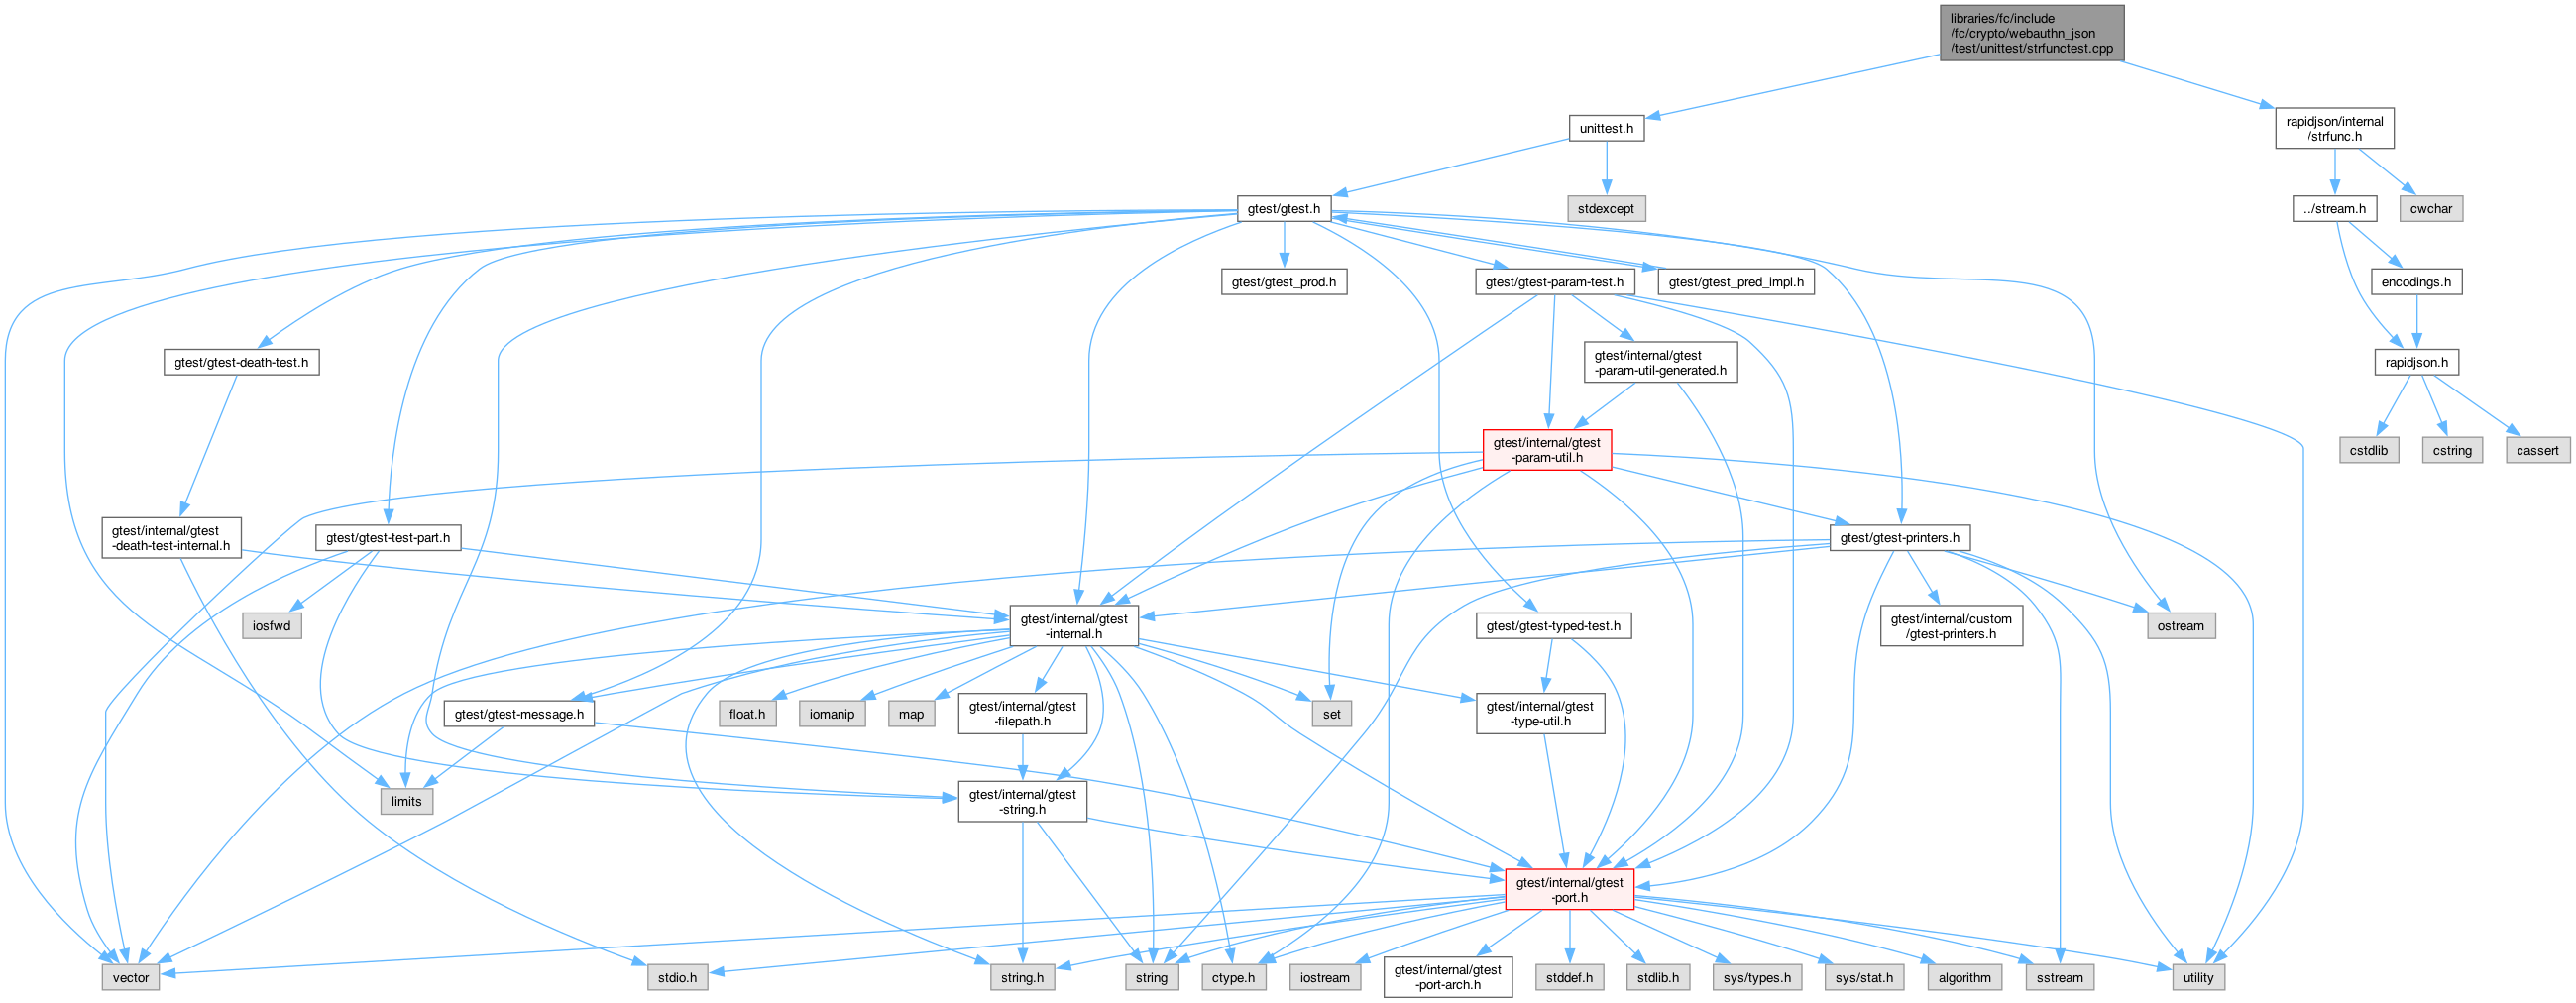 libraries/fc/include
/fc/crypto/webauthn_json
/test/unittest/strfunctest.cpp
unittest.h
rapidjson/internal
/strfunc.h
gtest/gtest.h
stdexcept
../stream.h
cwchar
gtest/gtest_prod.h
gtest/gtest-param-test.h
gtest/gtest_pred_impl.h
encodings.h
gtest/gtest-death-test.h
gtest/internal/gtest
-param-util-generated.h
rapidjson.h
gtest/internal/gtest
-param-util.h
cstdlib
cstring
cassert
gtest/internal/gtest
-death-test-internal.h
gtest/gtest-test-part.h
gtest/gtest-printers.h
iosfwd
gtest/internal/gtest
-internal.h
gtest/gtest-typed-test.h
gtest/internal/custom
/gtest-printers.h
ostream
gtest/gtest-message.h
float.h
iomanip
map
gtest/internal/gtest
-filepath.h
set
gtest/internal/gtest
-type-util.h
limits
gtest/internal/gtest
-string.h
gtest/internal/gtest
-port.h
vector
stdio.h
string.h
string
ctype.h
iostream
gtest/internal/gtest
-port-arch.h
stddef.h
stdlib.h
sys/types.h
sys/stat.h
algorithm
sstream
utility